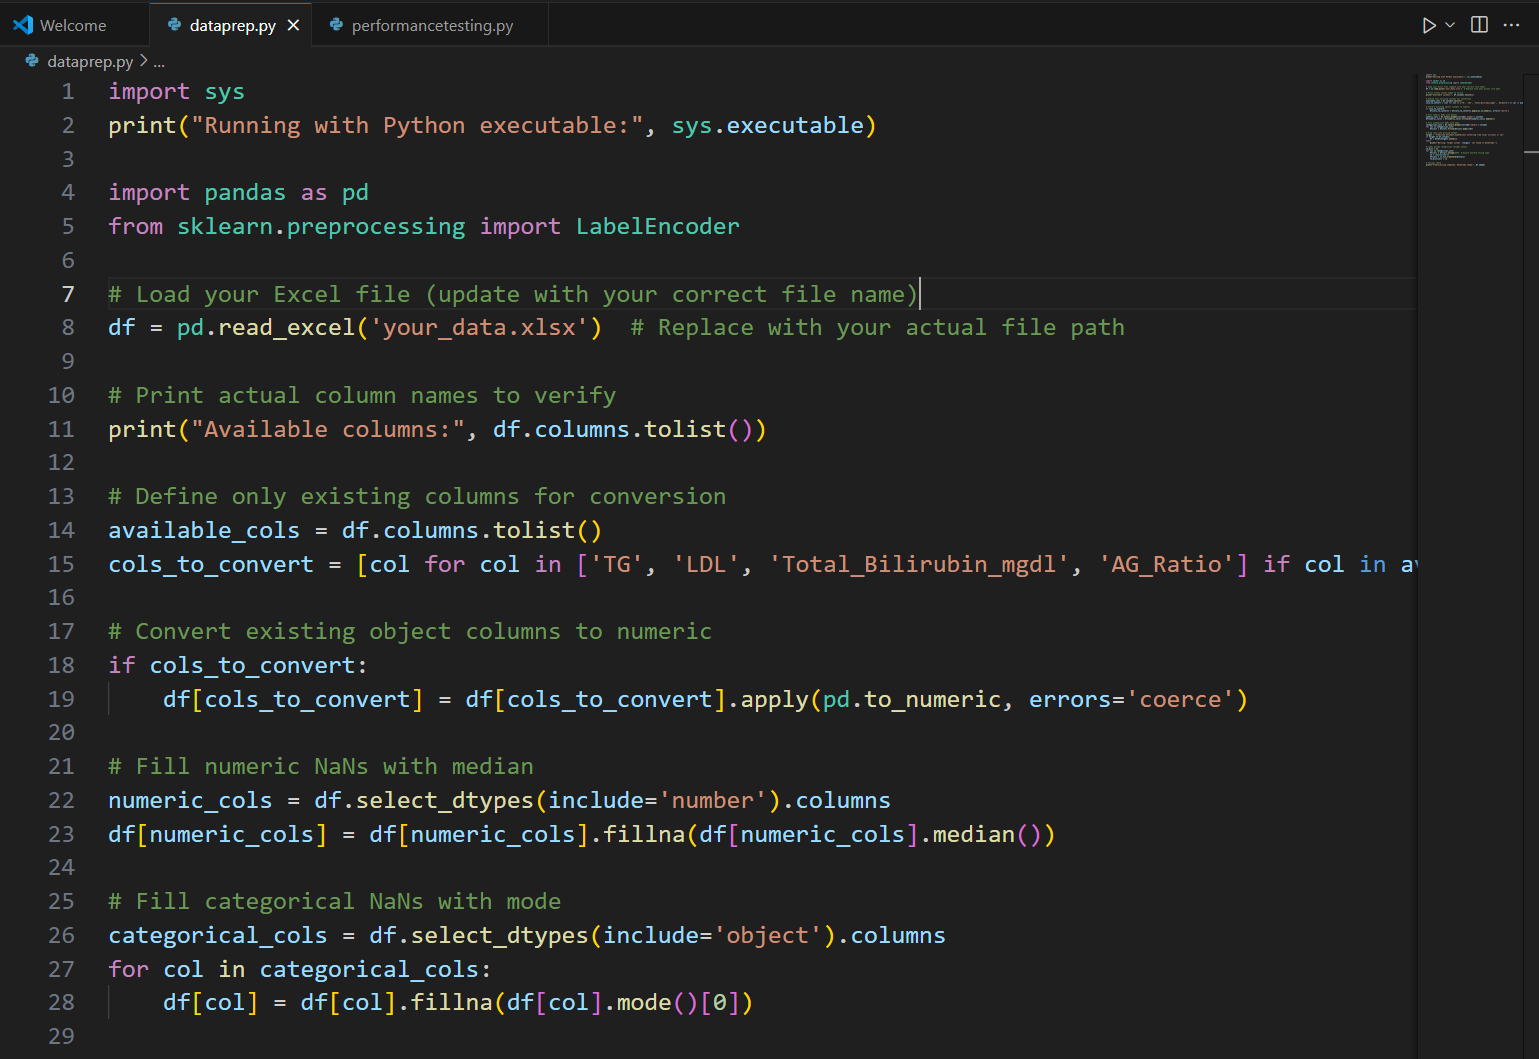 Welcome
dataprep.py
performancetesting.py
dataprep.py > ...
1 import sys
2 print("Running with Python executable:", sys.executable)
3
4 import pandas as pd
5 from sklearn.preprocessing import LabelEncoder
6
7 # Load your Excel file (update with your correct file name)
8 df = pd.read_excel('your_data.xlsx')  # Replace with your actual file path
9
10 # Print actual column names to verify
11 print("Available columns:", df.columns.tolist())
12
13 # Define only existing columns for conversion
14 available_cols = df.columns.tolist()
15 cols_to_convert = [col for col in ['TG', 'LDL', 'Total_Bilirubin_mgdl', 'AG_Ratio'] if col in
16
17 # Convert existing object columns to numeric
18 if cols_to_convert:
19     df[cols_to_convert] = df[cols_to_convert].apply(pd.to_numeric, errors='coerce')
20
21 # Fill numeric NaNs with median
22 numeric_cols = df.select_dtypes(include='number').columns
23 df[numeric_cols] = df[numeric_cols].fillna(df[numeric_cols].median())
24
25 # Fill categorical NaNs with mode
26 categorical_cols = df.select_dtypes(include='object').columns
27 for col in categorical_cols:
28     df[col] = df[col].fillna(df[col].mode()[0])
29